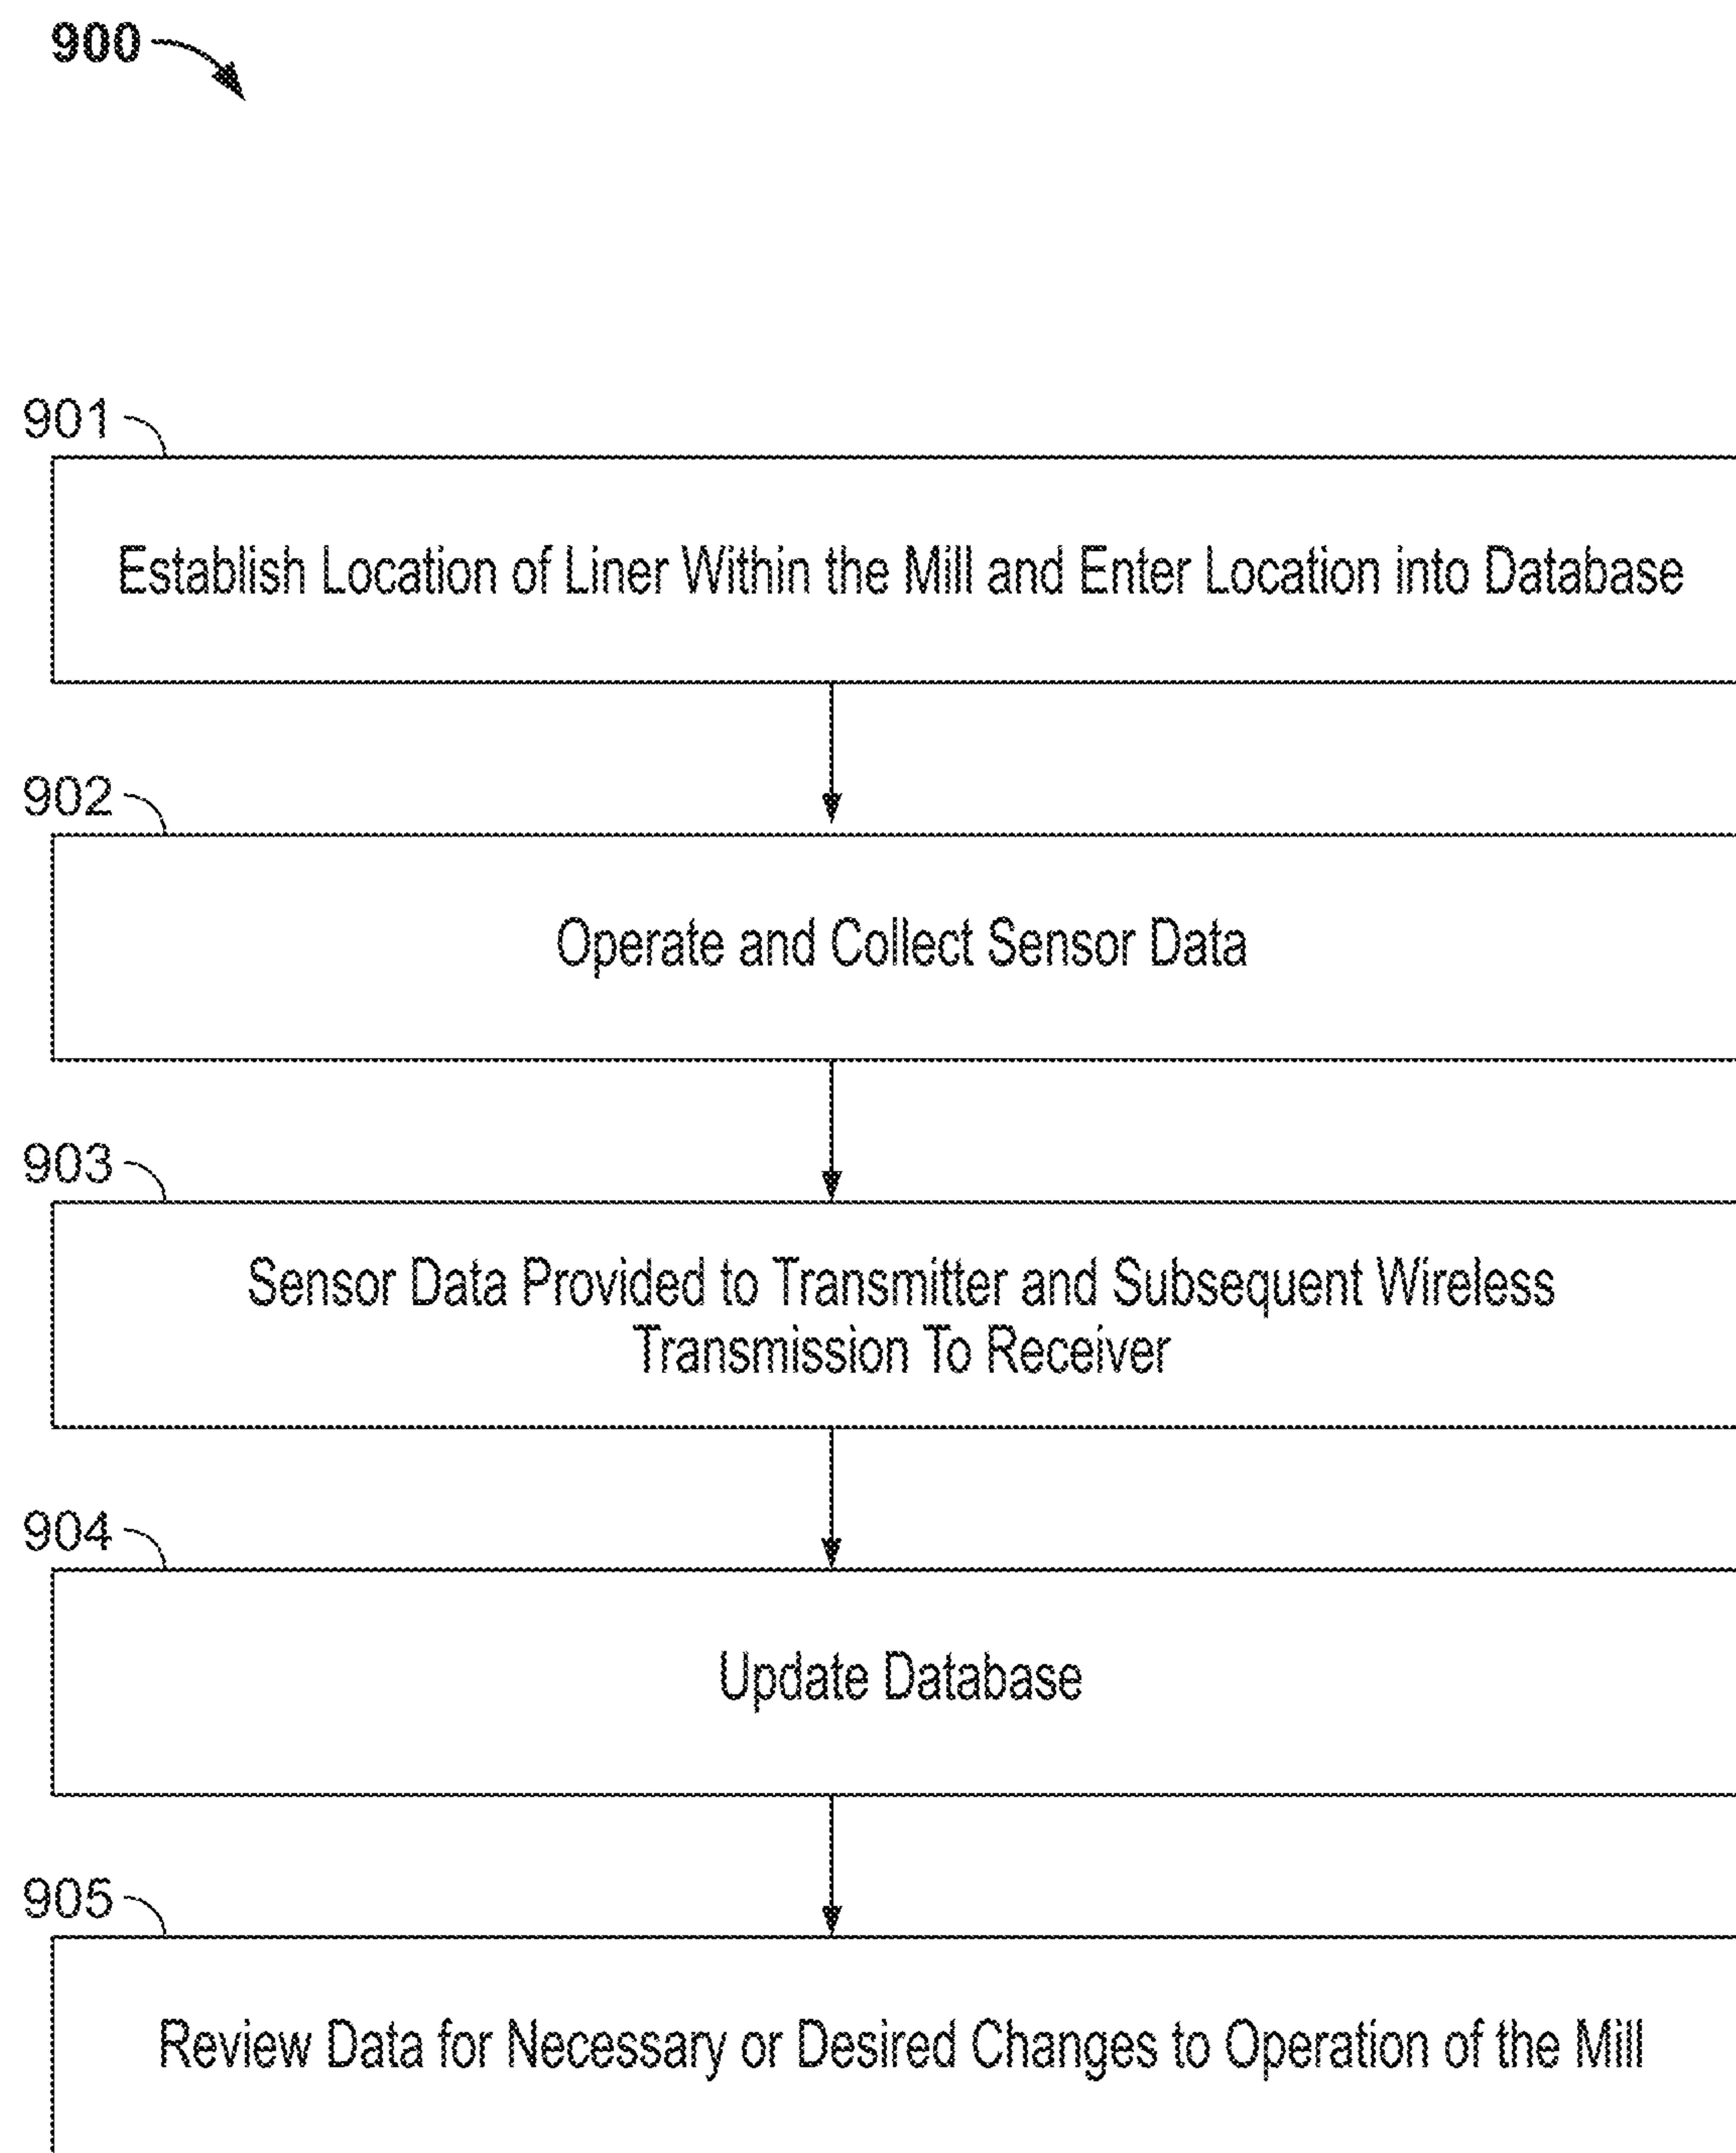 900
901
Establish Location of Liner Within the Mill and Enter Location into Database
902
Operate and Collect Sensor Data
903
Sensor Data Provided to Transmitter and Subsequent Wireless
Transmission To Receiver
904
Update Database
905
Review Data for Necessary or Desired Changes to Operation of the Mill